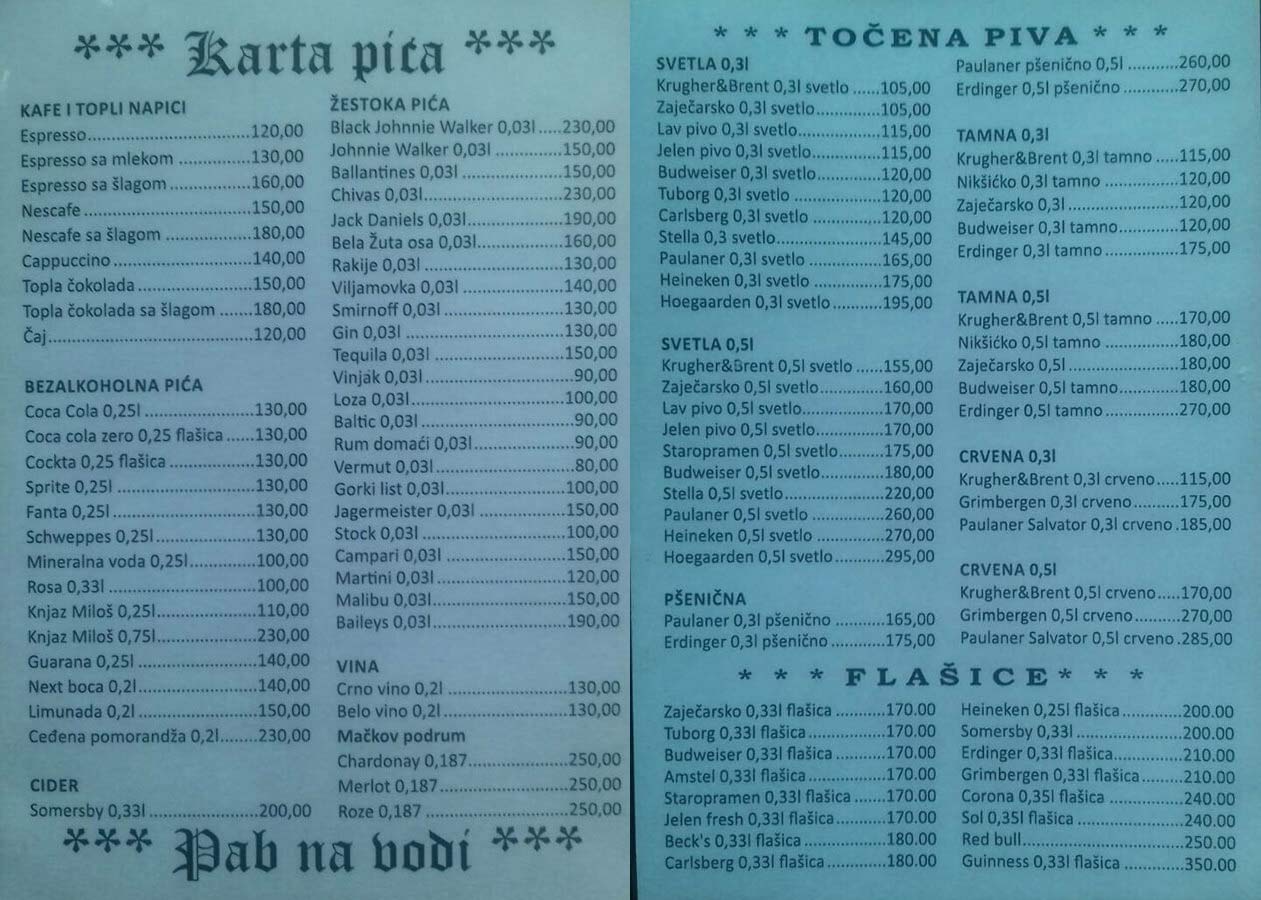 *** Karta pića ***
KAFE I TOPLI NAPICI
Espresso.............................120,00
Espresso sa mlekom ..............130,00
Espresso sa šlagom ................160,00
Nescafe ..............................150,00
Nescafe sa šlagom .................180,00
Cappuccino ..........................140,00
Topla čokolada ......................150,00
Topla čokolada sa šlagom .......180,00
Čaj.....................................120,00
BEZALKOHOLNA PIĆA
Coca Cola 0,25l ....................130,00
Coca cola zero 0,25 flašica ......130,00
Cockta 0,25 flašica ................130,00
Sprite 0,25l .........................130,00
Fanta 0,25l ..........................130,00
Schweppes 0,25l...................130,00
Mineralna voda 0,25l.............100,00
Rosa 0,33l ...........................100,00
Knjaz Miloš 0,25l...................110,00
Knjaz Miloš 0,75l...................230,00
Guarana 0,25l ......................140,00
Next boca 0,2l ......................140,00
Limunada 0,2l ......................150,00
Ceđena pomorandža 0,2l........230,00
CIDER
Somersby 0,33l ....................200,00
ŽESTOKA PIĆA
Black Johnnie Walker 0,03l .....230,00
Johnnie Walker 0,03l .............150,00
Ballantines 0,03l ...................150,00
Chivas 0,03l.........................230,00
Jack Daniels 0,03l..................190,00
Bela Žuta osa 0,03l................160,00
Rakije 0,03l .........................130,00
Viljamovka 0,03l ...................140,00
Smirnoff 0,03l ......................130,00
Gin 0,03l .............................130,00
Tequila 0,03l ........................150,00
Vinjak 0,03l ..........................90,00
Loza 0,03l............................100,00
Baltic 0,03l ...........................90,00
Rum domaći 0,03l..................90,00
Vermut 0,03l.........................80,00
Gorki list 0,03l......................100,00
Jagermeister 0,03l ................150,00
Stock 0,03l ..........................100,00
Campari 0,03l.......................150,00
Martini 0,03l ........................120,00
Malibu 0,03l.........................150,00
Baileys 0,03l.........................190,00
VINA
Crno vino 0,2l ......................130,00
Belo vino 0,2l .......................130,00
Mačkov podrum
Chardonay 0,187...................250,00
Merlot 0,187........................250,00
Roze 0,187 ..........................250,00
*** Pab na vodi ***
* * * TOČENA PIVA * * *
SVETLA 0,3l
Krugher&Brent 0,3l svetlo ......105,00
Zaječarsko 0,3l svetlo ............105,00
Lav pivo 0,3l svetlo................115,00
Jelen pivo 0,3l svetlo.............115,00
Budweiser 0,3l svetlo.............120,00
Tuborg 0,3l svetlo .................120,00
Carlsberg 0,3l svetlo ..............120,00
Stella 0,3 svetlo....................145,00
Paulaner 0,3l svetlo ..............165,00
Heineken 0,3l svetlo ..............175,00
Hoegaarden 0,3l svetlo ..........195,00
SVETLA 0,5l
Krugher&Brent 0,5l svetlo ......155,00
Zaječarsko 0,5l svetlo ............160,00
Lav pivo 0,5l svetlo................170,00
Jelen pivo 0,5l svetlo.............170,00
Staropramen 0,5l svetlo.........175,00
Budweiser 0,5l svetlo ............180,00
Stella 0,5l svetlo...................220,00
Paulaner 0,5l svetlo ..............260,00
Heineken 0,5l svetlo .............270,00
Hoegaarden 0,5l svetlo ..........295,00
PŠENIČNA
Paulaner 0,3l pšenično ..........165,00
Erdinger 0,3l pšenično ...........175,00
Paulaner pšenično 0,5l ..........260,00
Erdinger 0,5l pšenično ...........270,00
TAMNA 0,3l
Krugher&Brent 0,3l tamno .....115,00
Nikšićko 0,3l tamno ..............120,00
Zaječarsko 0,3l .....................120,00
Budweiser 0,3l tamno............120,00
Erdinger 0,3l tamno ..............175,00
TAMNA 0,5l
Krugher&Brent 0,5l tamno .....170,00
Nikšićko 0,5l tamno ..............180,00
Zaječarsko 0,5l .....................180,00
Budweiser 0,5l tamno ...........180,00
Erdinger 0,5l tamno ..............270,00
CRVENA 0,3l
Krugher&Brent 0,3l crveno.....115,00
Grimbergen 0,3l crveno.........175,00
Paulaner Salvator 0,3l crveno .185,00
CRVENA 0,5l
Krugher&Brent 0,5l crveno.....170,00
Grimbergen 0,5l crveno.........270,00
Paulaner Salvator 0,5l crveno .285,00
* * * FLAŠICE * * *
Zaječarsko 0,33l flašica ..........170.00
Tuborg 0,33l flašica ...............170.00
Budweiser 0,33l flašica ..........170.00
Amstel 0,33l flašica ...............170.00
Staropramen 0,33l flašica .......170.00
Jelen fresh 0,33l flašica..........170.00
Beck's 0,33l flašica ................180.00
Carlsberg 0,33l flašica ............180.00
Heineken 0,25l flašica ............200.00
Somersby 0,33l .....................200.00
Erdinger 0,33l flašica .............210.00
Grimbergen 0,33l flašica ........210.00
Corona 0,35l flašica ...............240.00
Sol 0,35l flašica ....................240.00
Red bull...............................250.00
Guinness 0,33l flašica ............350.00